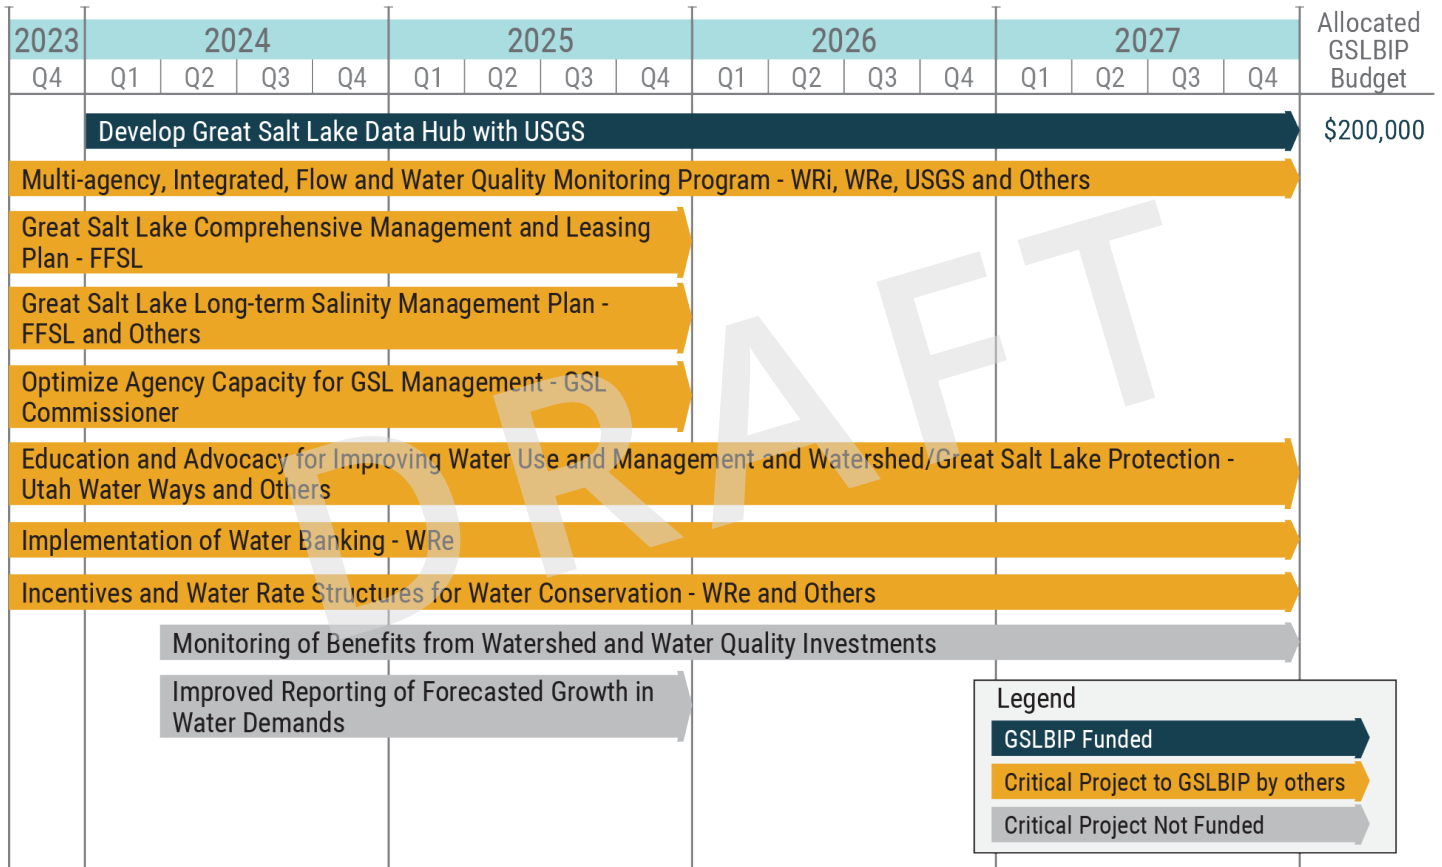 2023 2024 2025 2026 2027 Allocated
GSLBIP
Budget
Q4 Q1 Q2 Q3 Q4 Q1 Q2 Q3 Q4 Q1 Q2 Q3 Q4 Q1 Q2 Q3 Q4
Develop Great Salt Lake Data Hub with USGS $200,000
Multi-agency, Integrated, Flow and Water Quality Monitoring Program - WRi, WRe, USGS and Others
Great Salt Lake Comprehensive Management and Leasing
Plan - FFSL
Great Salt Lake Long-term Salinity Management Plan -
FFSL and Others
Optimize Agency Capacity for GSL Management - GSL
Commissioner
Education and Advocacy for Improving Water Use and Management and Watershed/Great Salt Lake Protection -
Utah Water Ways and Others
Implementation of Water Banking - WRe
Incentives and Water Rate Structures for Water Conservation - WRe and Others
Monitoring of Benefits from Watershed and Water Quality Investments
Improved Reporting of Forecasted Growth in
Water Demands
Legend
GSLBIP Funded
Critical Project to GSLBIP by others
Critical Project Not Funded
DRAFT